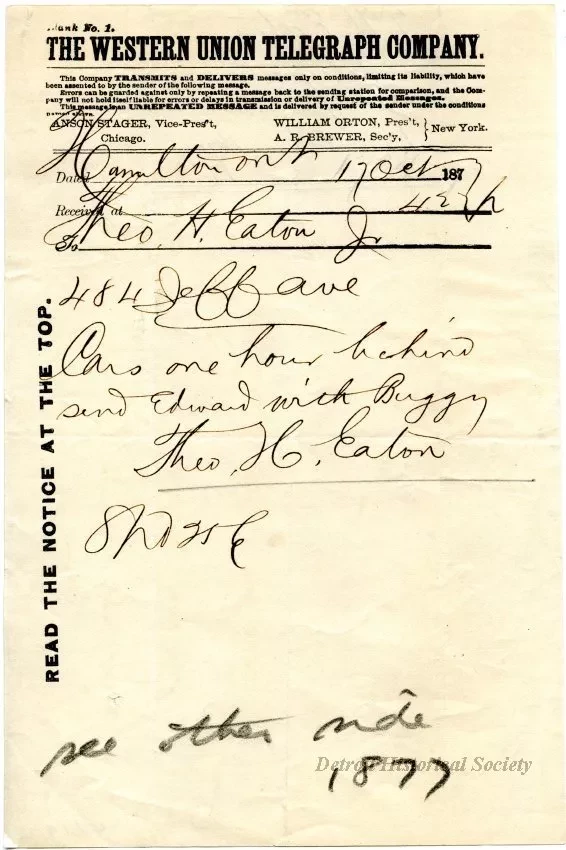 Blank No. 1.
THE WESTERN UNION TELEGRAPH COMPANY.
This Company TRANSMITS and DELIVERS messages only on conditions, limiting its liability, which have
been assented to by the sender of the following message.
Errors can be guarded against only by repeating a message back to the sending station for comparison, and the Com-
pany will not hold itself liable for errors or delays in transmission or delivery of Unrepeated Messages.
This message is an UNREPEATED MESSAGE and is delivered by request of the sender under the conditions
named above.
ANSON STAGER, Vice-Pres't,
Chicago.
WILLIAM ORTON, Pres't,
A. R. BREWER, Sec'y,
New York.
Dated Hamilton Ont 17 Oct 187
Received at
To Theo. H. Eaton Jr
484 Jeff ave
Cars one hour behind
send Edward with Buggy
Theo. H. Eaton
READ THE NOTICE AT THE TOP.
see other side
1877
Detroit Historical Society